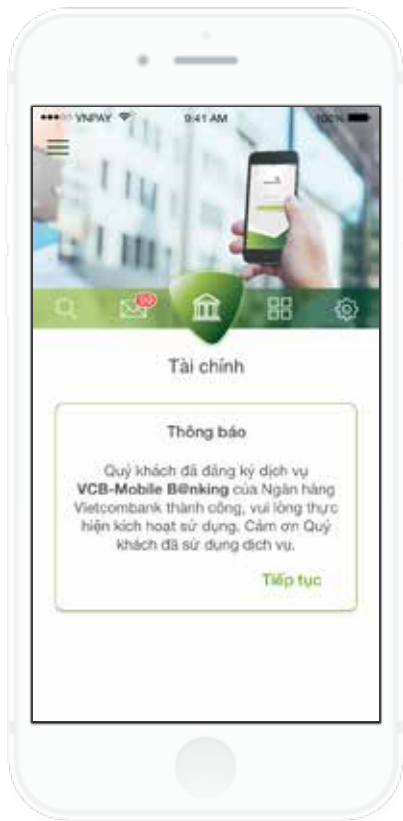 VNPAY 9:41 AM 100%
Tài chính
Thông báo
Quý khách đã đăng ký dịch vụ
VCB-Mobile B@nking của Ngân hàng
Vietcombank thành công, vui lòng thực
hiện kích hoạt sử dụng. Cảm ơn Quý
khách đã sử dụng dịch vụ.
Tiếp tục